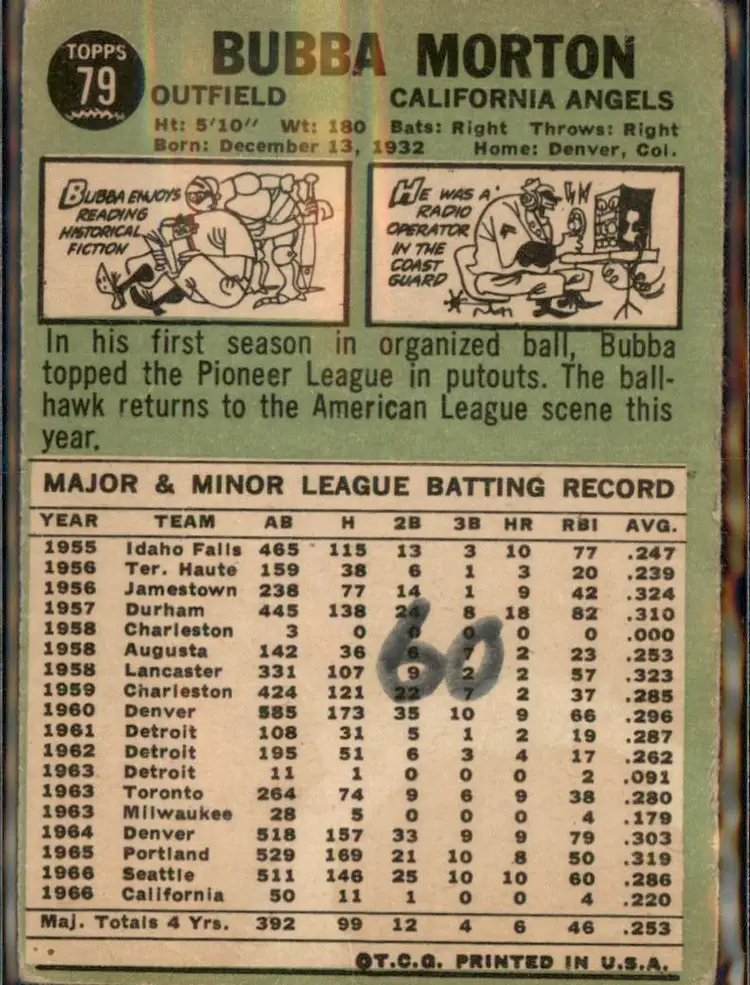 TOPPS
79
BUBBA MORTON
OUTFIELD CALIFORNIA ANGELS
Ht: 5'10" Wt: 180 Bats: Right Throws: Right
Born: December 13, 1932 Home: Denver, Col.
BUBBA ENJOYS
READING
HISTORICAL
FICTION
HE WAS A
RADIO
OPERATOR
IN THE
COAST
GUARD
In his first season in organized ball, Bubba
topped the Pioneer League in putouts. The ball-
hawk returns to the American League scene this
year.
MAJOR & MINOR LEAGUE BATTING RECORD
YEAR TEAM AB H 2B 3B HR RBI AVG.
1955 Idaho Falls 465 115 13 3 10 77 .247
1956 Ter. Haute 159 38 6 1 3 20 .239
1956 Jamestown 238 77 14 1 9 42 .324
1957 Durham 445 138 24 8 18 82 .310
1958 Charleston 3 0 0 0 0 0 .000
1958 Augusta 142 36 6 7 2 23 .253
1958 Lancaster 331 107 9 2 2 57 .323
1959 Charleston 424 121 22 7 2 37 .285
1960 Denver 585 173 35 10 9 66 .296
1961 Detroit 108 31 5 1 2 19 .287
1962 Detroit 195 51 6 3 4 17 .262
1963 Detroit 11 1 0 0 0 2 .091
1963 Toronto 264 74 9 6 9 38 .280
1963 Milwaukee 28 5 0 0 0 4 .179
1964 Denver 518 157 33 9 9 79 .303
1965 Portland 529 169 21 10 8 50 .319
1966 Seattle 511 146 25 10 10 60 .286
1966 California 50 11 1 0 0 4 .220
Maj. Totals 4 Yrs. 392 99 12 4 6 46 .253
60
©T.C.G. PRINTED IN U.S.A.